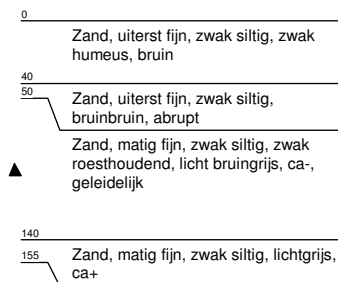 0
Zand, uiterst fijn, zwak siltig, zwak
humeus, bruin
40
50
Zand, uiterst fijn, zwak siltig,
bruinbruin, abrupt
Zand, matig fijn, zwak siltig, zwak
roesthoudend, licht bruingrijs, ca-,
geleidelijk
140
155
Zand, matig fijn, zwak siltig, lichtgrijs,
ca+